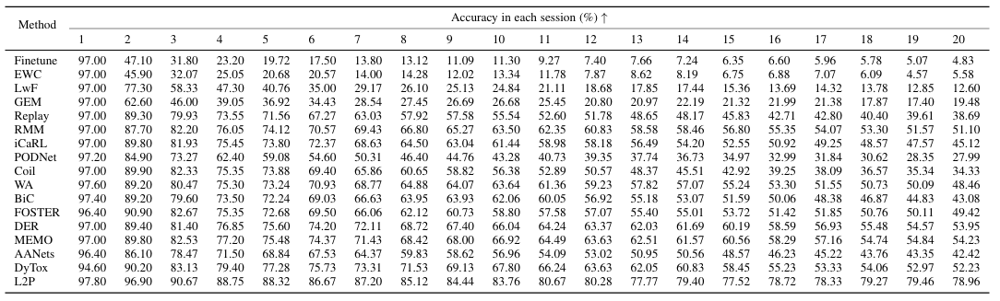 Method Accuracy in each session (%) ↑
1 2 3 4 5 6 7 8 9 10 11 12 13 14 15 16 17 18 19 20
Finetune 97.00 47.10 31.80 23.20 19.72 17.50 13.80 13.12 11.09 11.30 9.27 7.40 7.66 7.24 6.35 6.60 5.96 5.78 5.07 4.83
EWC 97.00 45.90 32.07 25.05 20.68 20.57 14.00 14.28 12.02 13.34 11.78 7.87 8.62 8.19 6.75 6.88 7.07 6.09 4.57 5.58
LwF 97.00 77.30 58.33 47.30 40.76 35.00 29.17 26.10 25.13 24.84 21.11 18.68 17.85 17.44 15.36 13.69 14.32 13.78 12.85 12.60
GEM 97.00 62.60 46.00 39.05 36.92 34.43 28.54 27.45 26.69 26.68 25.45 20.80 20.97 22.19 21.32 21.99 21.38 17.87 17.40 19.48
Replay 97.00 89.30 79.93 73.55 71.56 67.27 63.03 57.92 57.58 55.54 52.60 51.78 48.65 48.17 45.83 42.71 42.80 40.40 39.61 38.69
RMM 97.00 87.70 82.20 76.05 74.12 70.57 69.43 66.80 65.27 63.50 62.35 60.83 58.58 58.46 56.80 55.35 54.07 53.30 51.57 51.10
iCaRL 97.00 89.80 81.93 75.45 73.80 72.37 68.63 64.50 63.04 61.44 58.98 58.18 56.49 54.20 52.55 50.92 49.25 48.57 47.57 45.12
PODNet 97.20 84.90 73.27 62.40 59.08 54.60 50.31 46.40 44.76 43.28 40.73 39.35 37.74 36.73 34.97 32.99 31.84 30.62 28.35 27.99
Coil 97.00 89.90 82.33 75.35 73.88 69.40 65.86 60.65 58.82 56.38 52.89 50.57 48.37 45.51 42.92 39.25 38.09 36.57 35.34 34.33
WA 97.60 89.20 80.47 75.30 73.24 70.93 68.77 64.88 64.07 63.64 61.36 59.23 57.82 57.07 55.24 53.30 51.55 50.73 50.09 48.46
BiC 97.40 89.20 79.60 73.50 72.24 69.03 66.63 63.95 63.93 62.06 60.05 56.92 55.18 53.07 51.59 50.06 48.38 46.87 44.83 43.08
FOSTER 96.40 90.90 82.67 75.35 72.68 69.50 66.06 62.12 60.73 58.80 57.58 57.07 55.40 55.01 53.72 51.42 51.85 50.76 50.11 49.42
DER 97.00 89.40 81.40 76.85 75.60 74.20 72.11 68.72 67.40 66.04 64.24 63.37 62.03 61.69 60.19 58.59 56.93 55.48 54.57 53.95
MEMO 97.00 89.80 82.53 77.20 75.48 74.37 71.43 68.42 68.00 66.92 64.49 63.63 62.51 61.57 60.56 58.29 57.16 54.74 54.84 54.23
AANets 96.40 86.10 78.47 71.50 68.84 67.53 64.37 59.83 58.62 56.96 54.09 53.02 50.95 50.56 48.57 46.23 45.22 43.76 43.35 42.42
DyTox 94.60 90.20 83.13 79.40 77.28 75.73 73.31 71.53 69.13 67.80 66.24 63.63 62.05 60.83 58.45 55.23 53.33 54.06 52.97 52.23
L2P 97.80 96.90 90.67 88.75 88.32 86.67 87.20 85.12 84.44 83.76 80.67 80.28 77.77 79.40 77.52 78.72 78.33 79.27 79.46 78.96